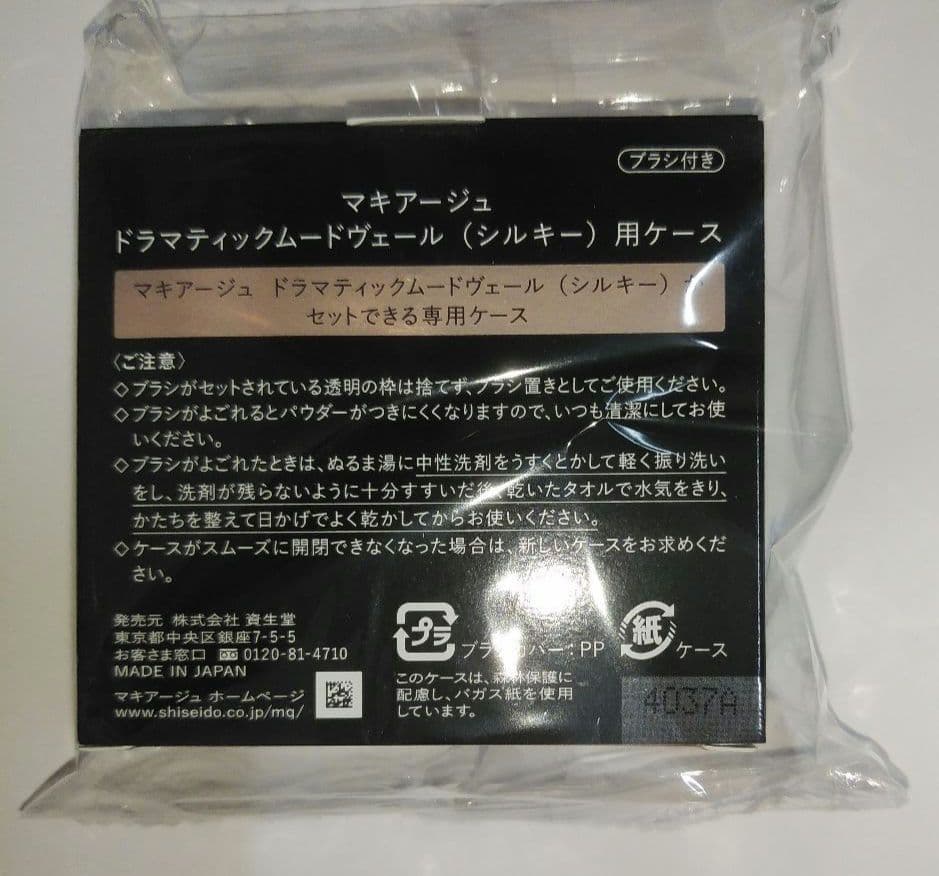 ブラシ付き
マキアージュ
ドラマティックムードヴェール（シルキー）用ケース
マキアージュ ドラマティックムードヴェール（シルキー）が
セットできる専用ケース
〈ご注意〉
◇ブラシがセットされている透明の枠は捨てず、ブラシ置きとしてご使用ください。
◇ブラシがよごれるとパウダーがつきにくくなりますので、いつも清潔にしてお使
いください。
◇ブラシがよごれたときは、ぬるま湯に中性洗剤をうすくとかして軽く振り洗い
をし、洗剤が残らないように十分すすいだ後、乾いたタオルで水気をきり、
かたちを整えて日かげでよく乾かしてからお使いください。
◇ケースがスムーズに開閉できなくなった場合は、新しいケースをお求めくだ
さい。
発売元 株式会社 資生堂
東京都中央区銀座7-5-5
お客さま窓口 0120-81-4710
MADE IN JAPAN
マキアージュ ホームページ
www.shiseido.co.jp/mq/
プラ
ブラシカバー：PP
紙
ケース
このケースは、森林保護に
配慮し、バガス紙を使用
しています。
4037A